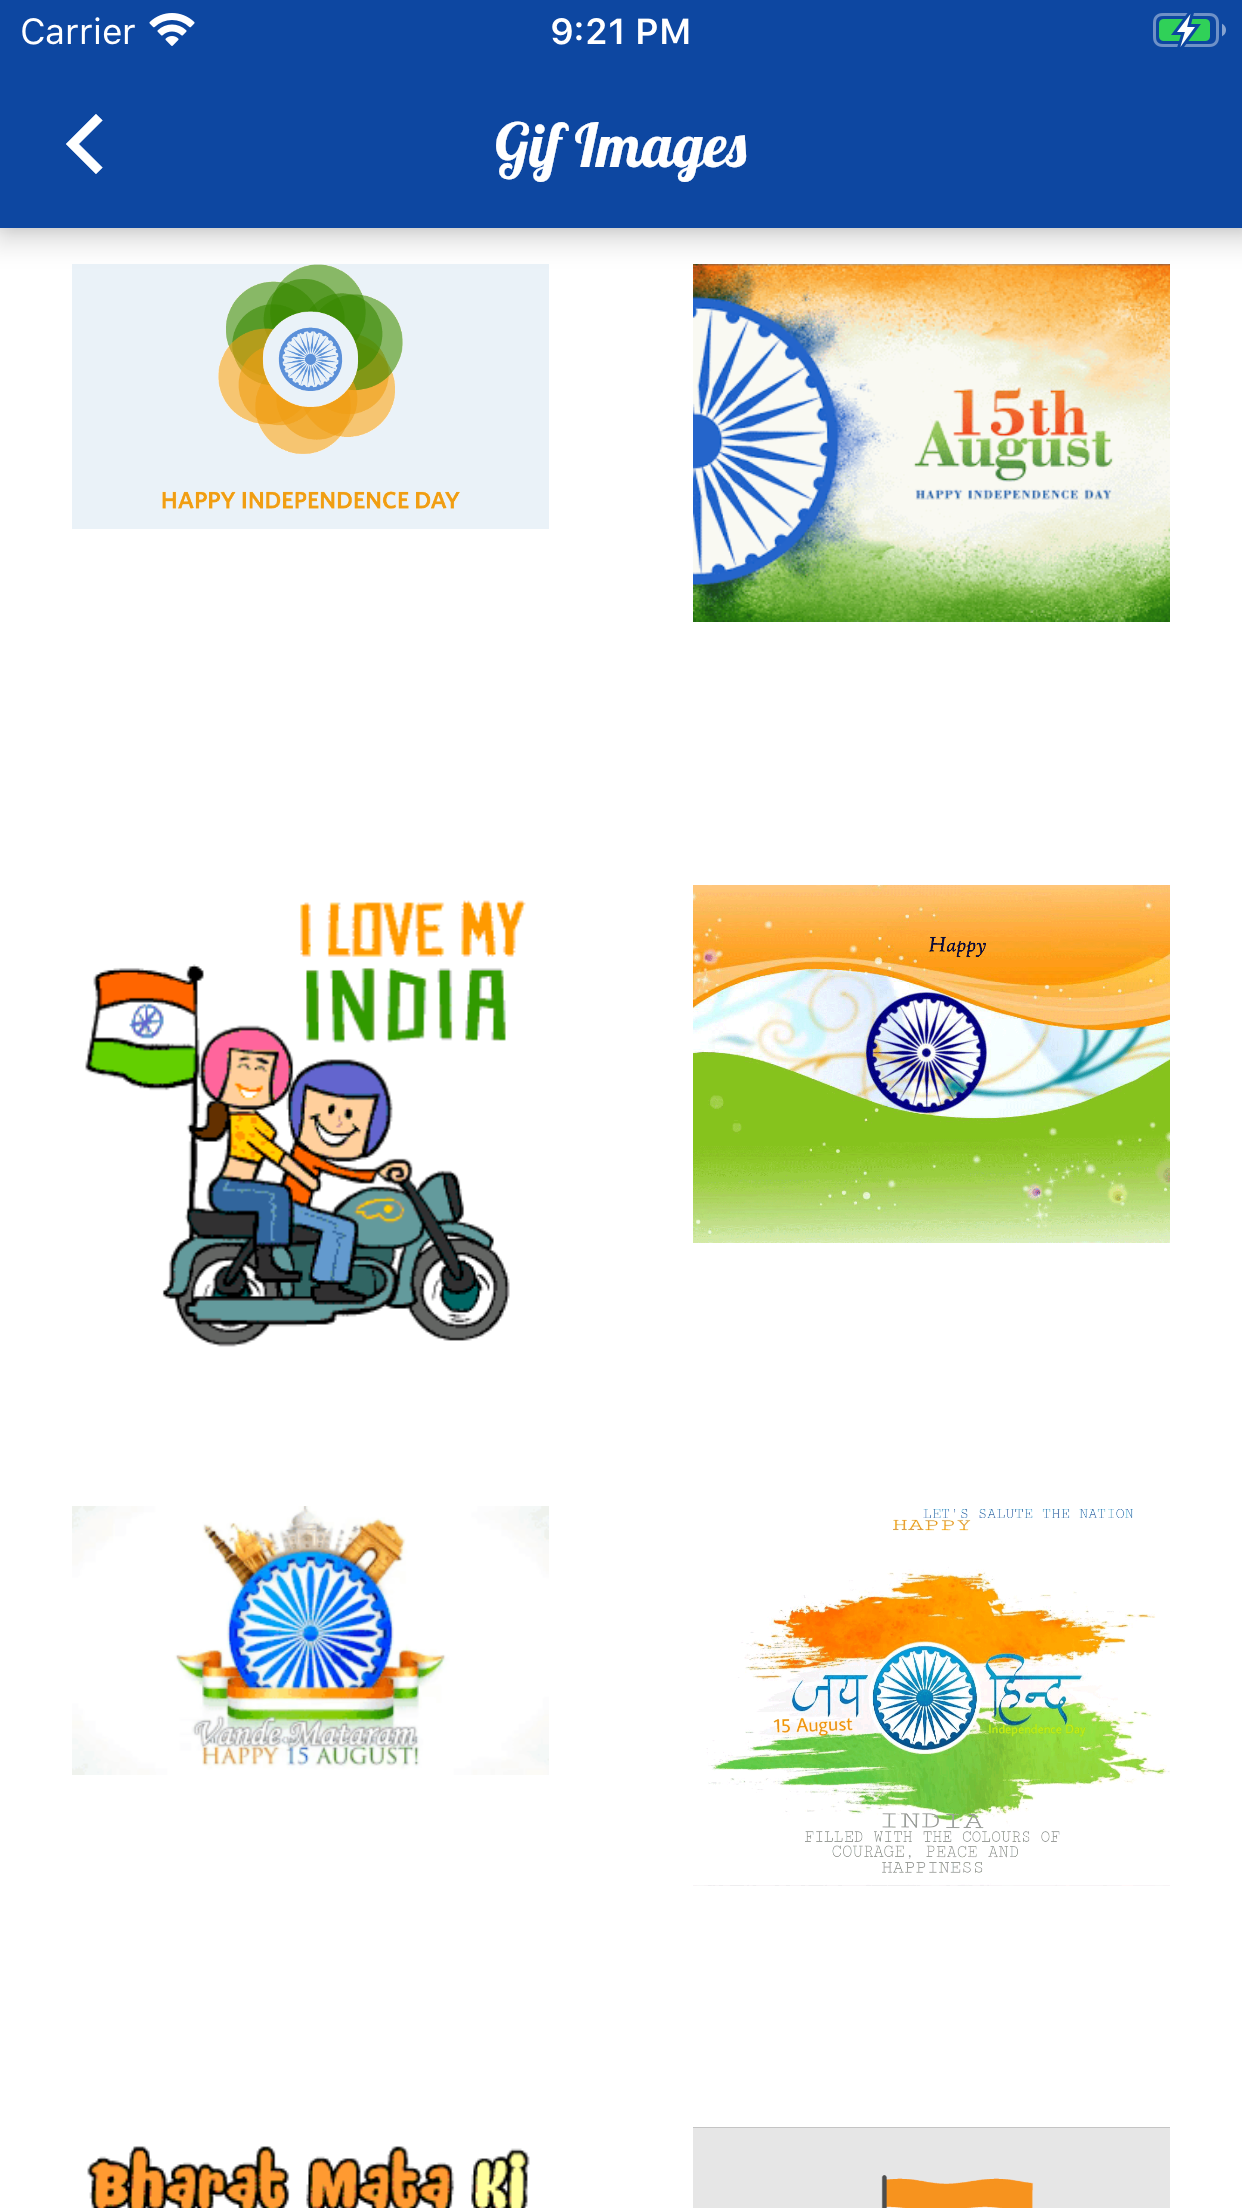 Carrier 9:21 PM
Gif Images
HAPPY INDEPENDENCE DAY
15th
August
HAPPY INDEPENDENCE DAY
I LOVE MY
INDIA
Happy
Vande Mataram
HAPPY 15 AUGUST!
LET'S SALUTE THE NATION
HAPPY
जय हिन्द
15 August
Independence Day
INDIA
FILLED WITH THE COLOURS OF
COURAGE, PEACE AND
HAPPINESS
Bharat Mata Ki